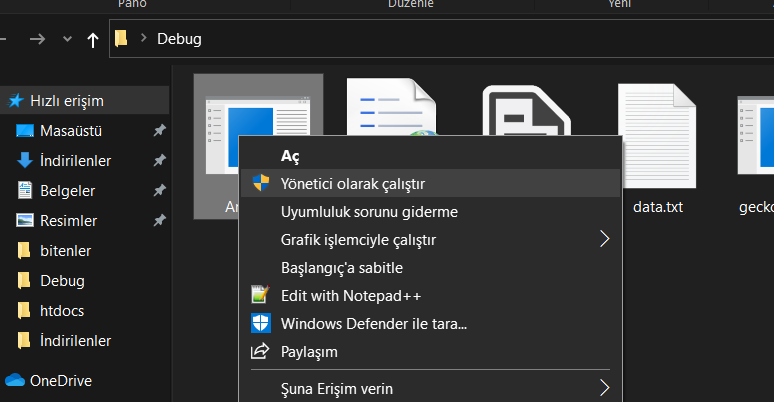 Pano
Düzenle
Yeni
Debug
Hızlı erişim
Masaüstü
İndirilenler
Belgeler
Resimler
bitenler
Debug
htdocs
İndirilenler
OneDrive
data.txt
Aç
Yönetici olarak çalıştır
Uyumluluk sorunu giderme
Grafik işlemciyle çalıştır
Başlangıç'a sabitle
Edit with Notepad++
Windows Defender ile tara...
Paylaşım
Şuna Erişim verin